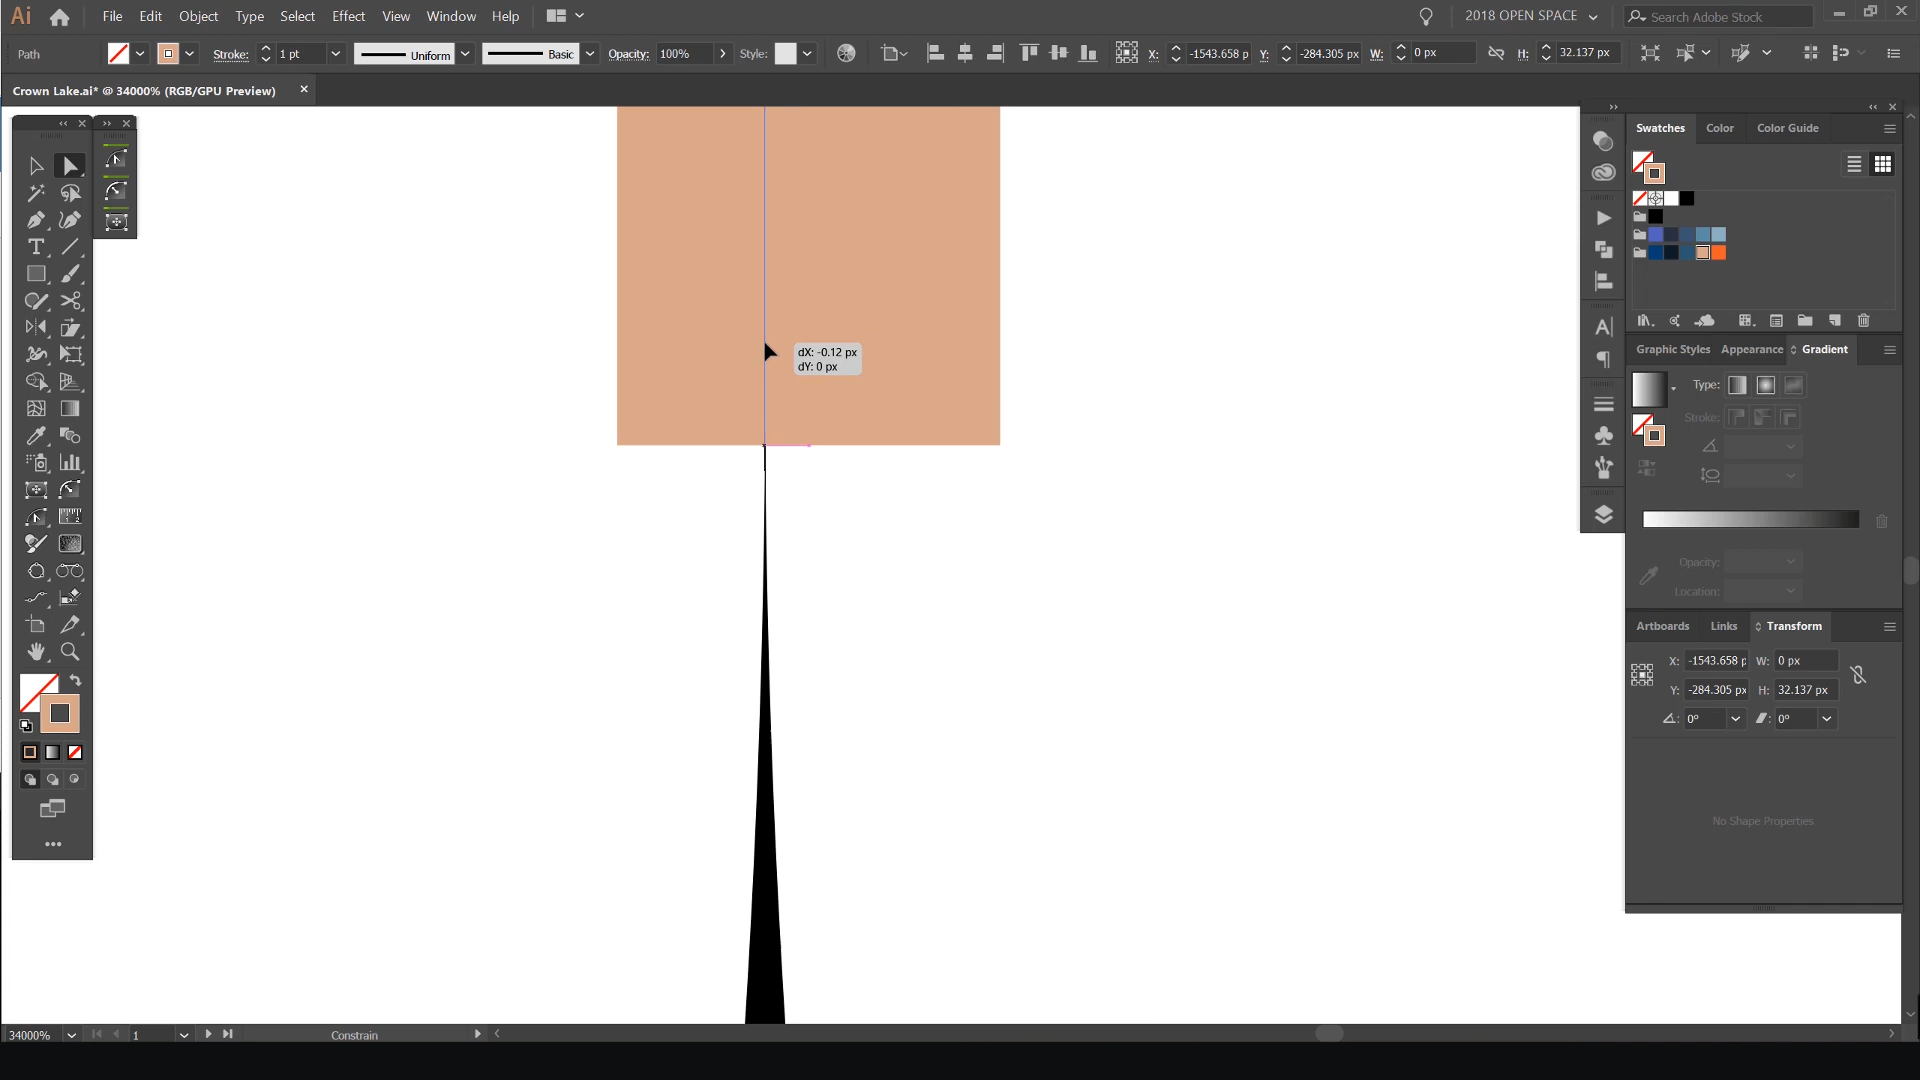 Ai File Edit Object Type Select Effect View Window Help 2018 OPEN SPACE Search Adobe Stock
Path Stroke: 1 pt Uniform Basic Opacity: 100% Style: X: -1543.658 p Y: -284.305 px W: 0 px H: 32.137 px
Crown Lake.ai* @ 34000% (RGB/GPU Preview)
Swatches Color Color Guide
dX: -0.12 px
dY: 0 px
Graphic Styles Appearance Gradient
Type:
Stroke:
Opacity:
Location:
Artboards Links Transform
X: -1543.658 p W: 0 px
Y: -284.305 px H: 32.137 px
0° 0°
No Shape Properties
34000% 1 Constrain